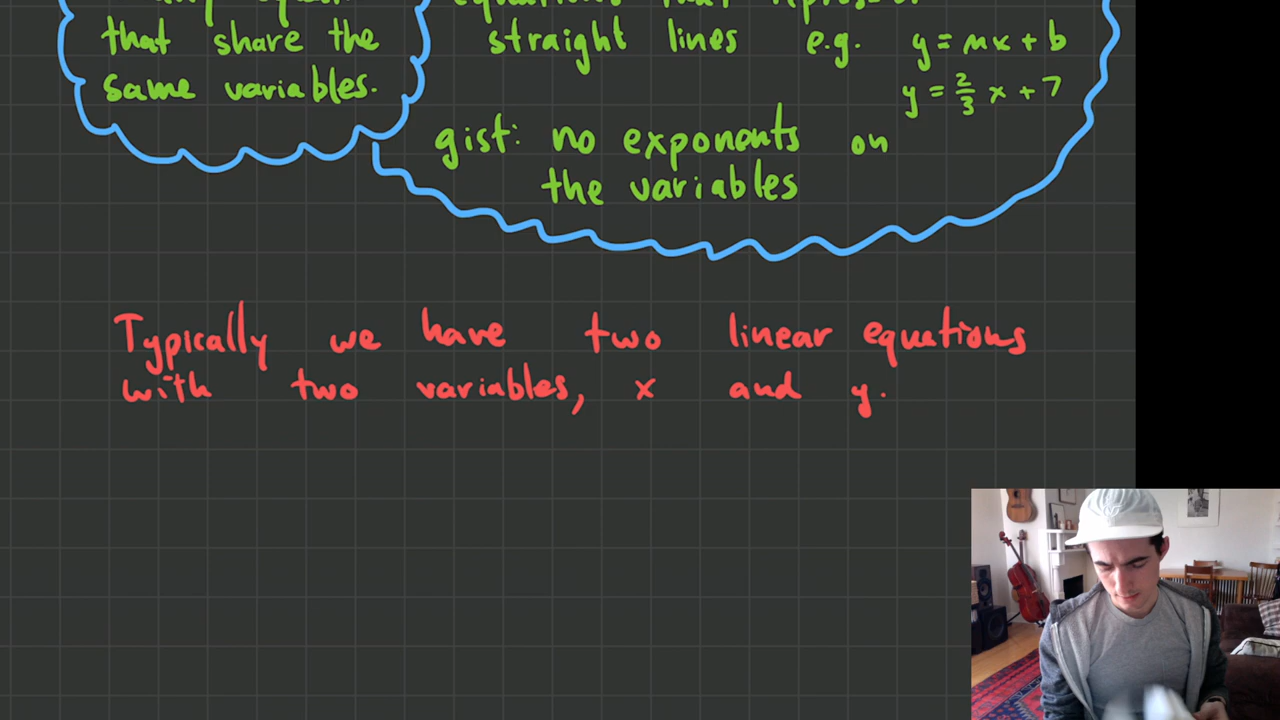 that share the
same variables.
straight lines e.g. y = mx + b
y = 2/3 x + 7
gist: no exponents on
the variables
Typically we have two linear equations
with two variables, x and y.